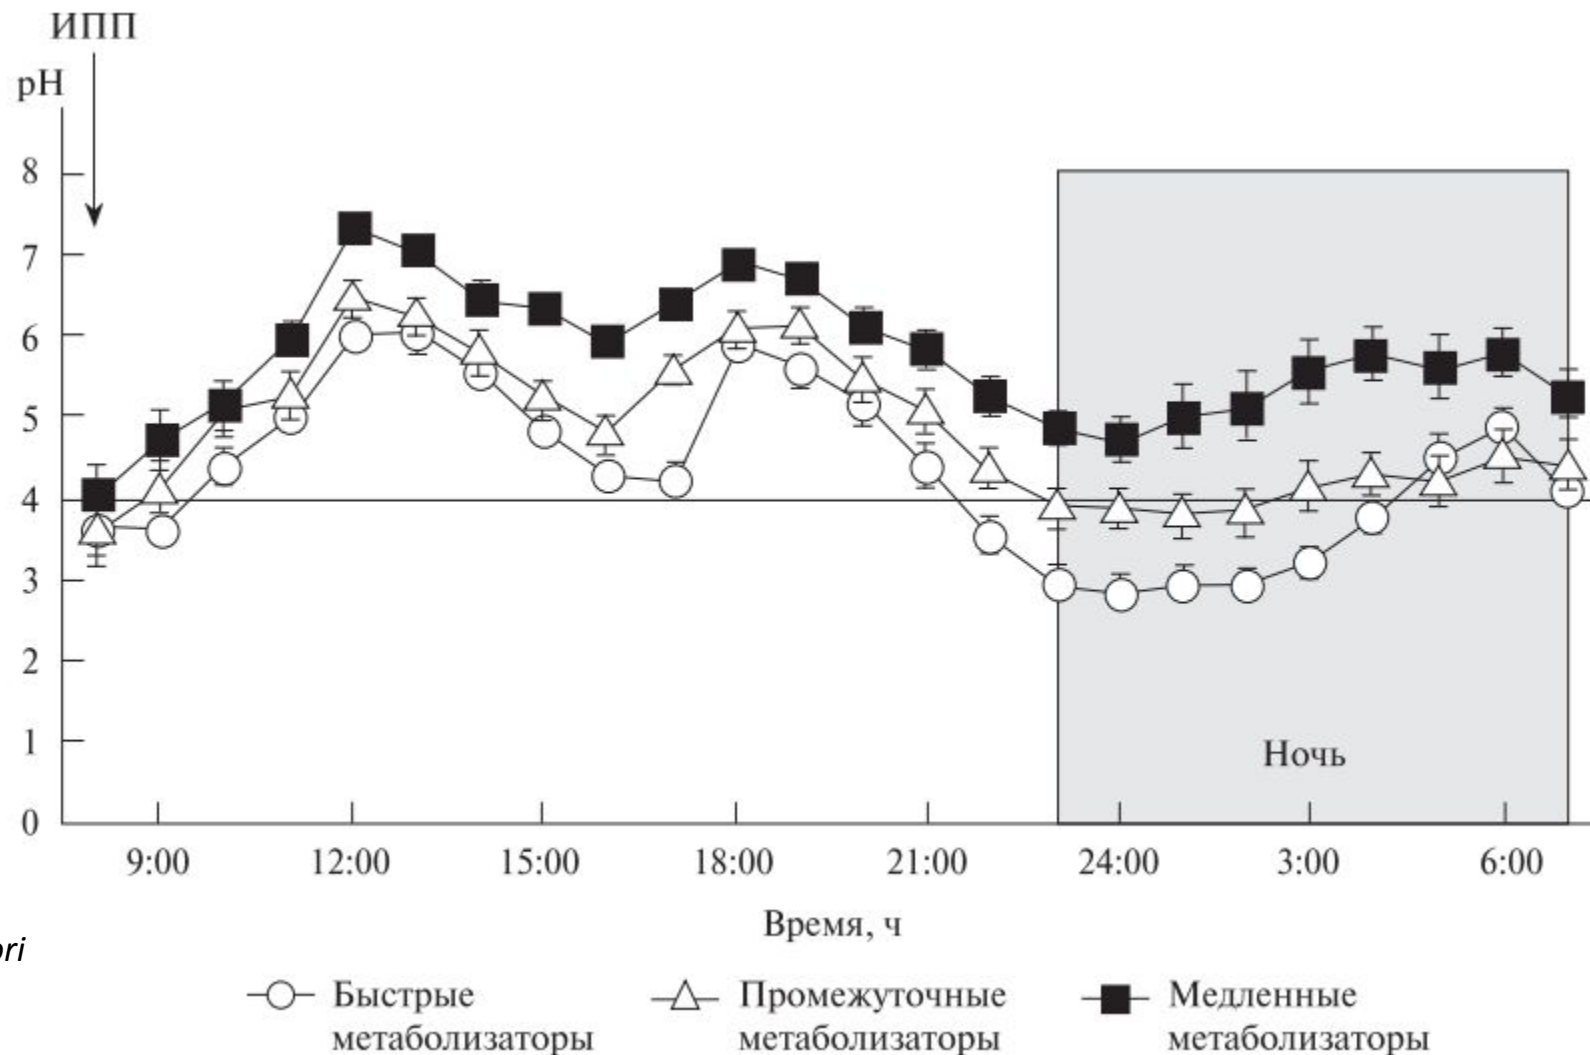 ИПП
pH
8
7
6
5
4
3
2
1
0
Ночь
9:00 12:00 15:00 18:00 21:00 24:00 3:00 6:00
Время, ч
ori
Быстрые
метаболизаторы
Промежуточные
метаболизаторы
Медленные
метаболизаторы